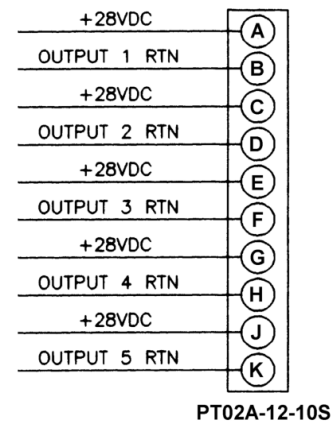 +28VDC A
OUTPUT 1 RTN B
+28VDC C
OUTPUT 2 RTN D
+28VDC E
OUTPUT 3 RTN F
+28VDC G
OUTPUT 4 RTN H
+28VDC J
OUTPUT 5 RTN K
PT02A-12-10S